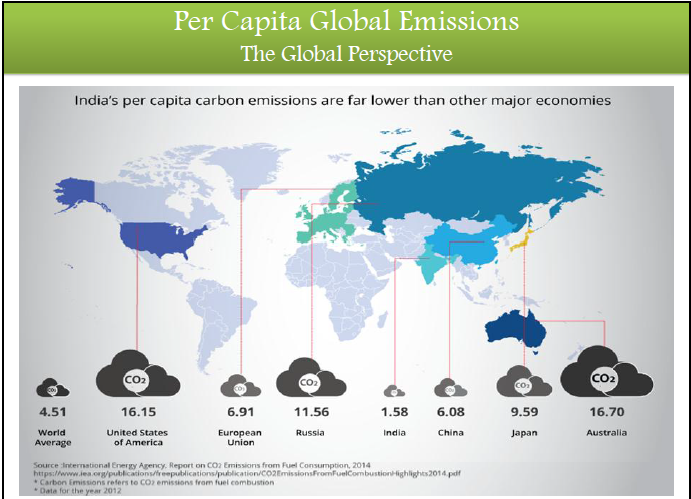 Per Capita Global Emissions
The Global Perspective
India's per capita carbon emissions are far lower than other major economies
CO2
CO2
CO2
CO2
CO2
CO2
CO2
CO2
4.51
16.15
6.91
11.56
1.58
6.08
9.59
16.70
World
Average
United States
of America
European
Union
Russia
India
China
Japan
Australia
Source :International Energy Agency, Report on CO2 Emissions from Fuel Consumption, 2014
https://www.iea.org/publications/freepublications/publication/CO2EmissionsFromFuelCombustionHighlights2014.pdf
* Carbon Emissions refers to CO2 emissions from fuel combustion
* Data for the year 2012